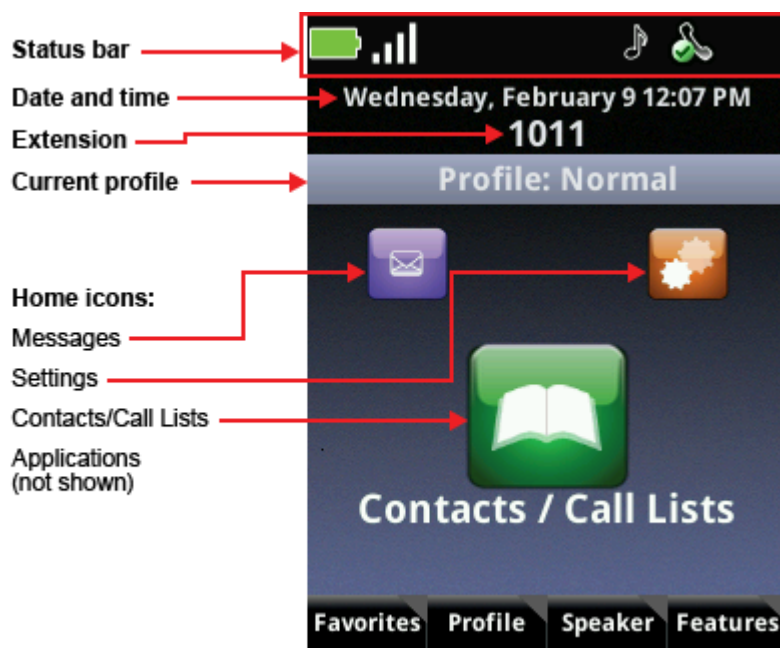 Status bar
Date and time
Extension
Current profile
Home icons:
Messages
Settings
Contacts/Call Lists
Applications
(not shown)
Wednesday, February 9 12:07 PM
1011
Profile: Normal
Contacts / Call Lists
Favorites Profile Speaker Features